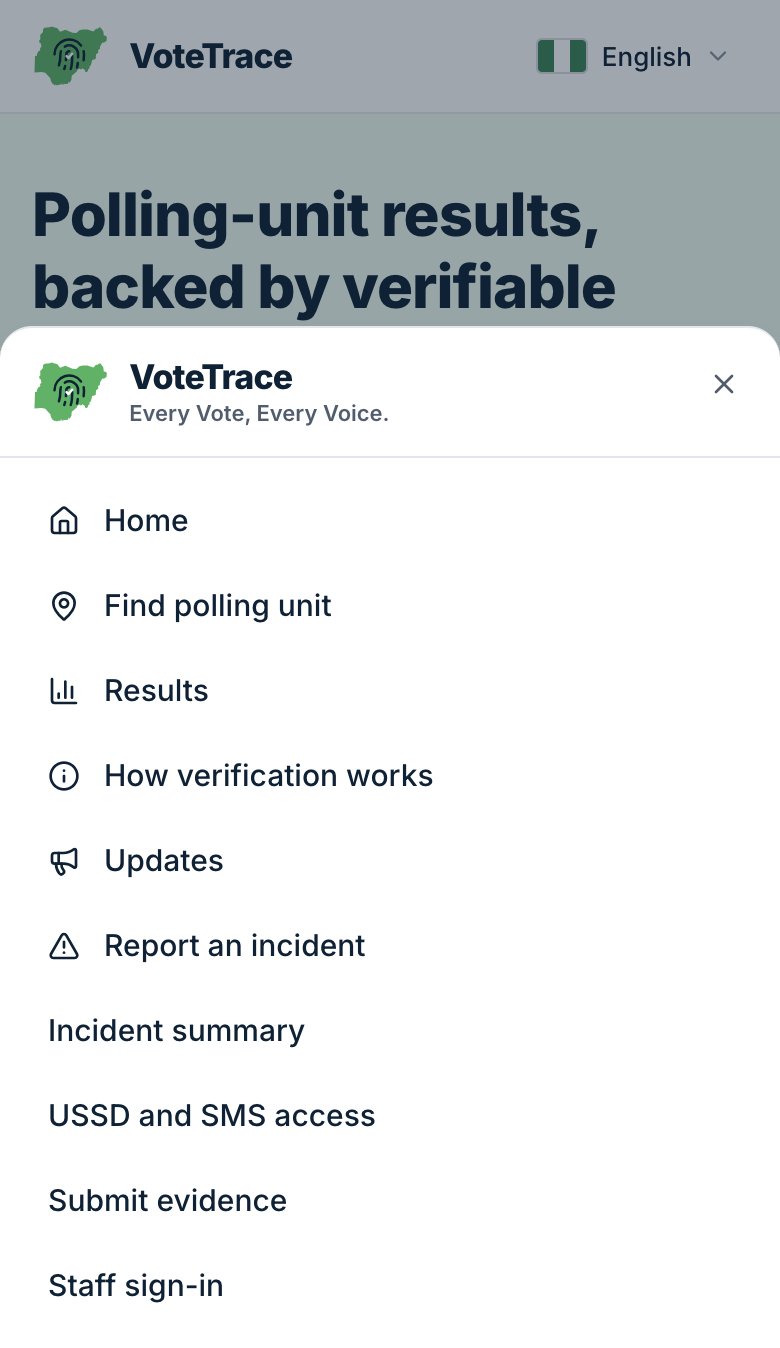 VoteTrace
English
Polling-unit results,
backed by verifiable
VoteTrace
Every Vote, Every Voice.
Home
Find polling unit
Results
How verification works
Updates
Report an incident
Incident summary
USSD and SMS access
Submit evidence
Staff sign-in